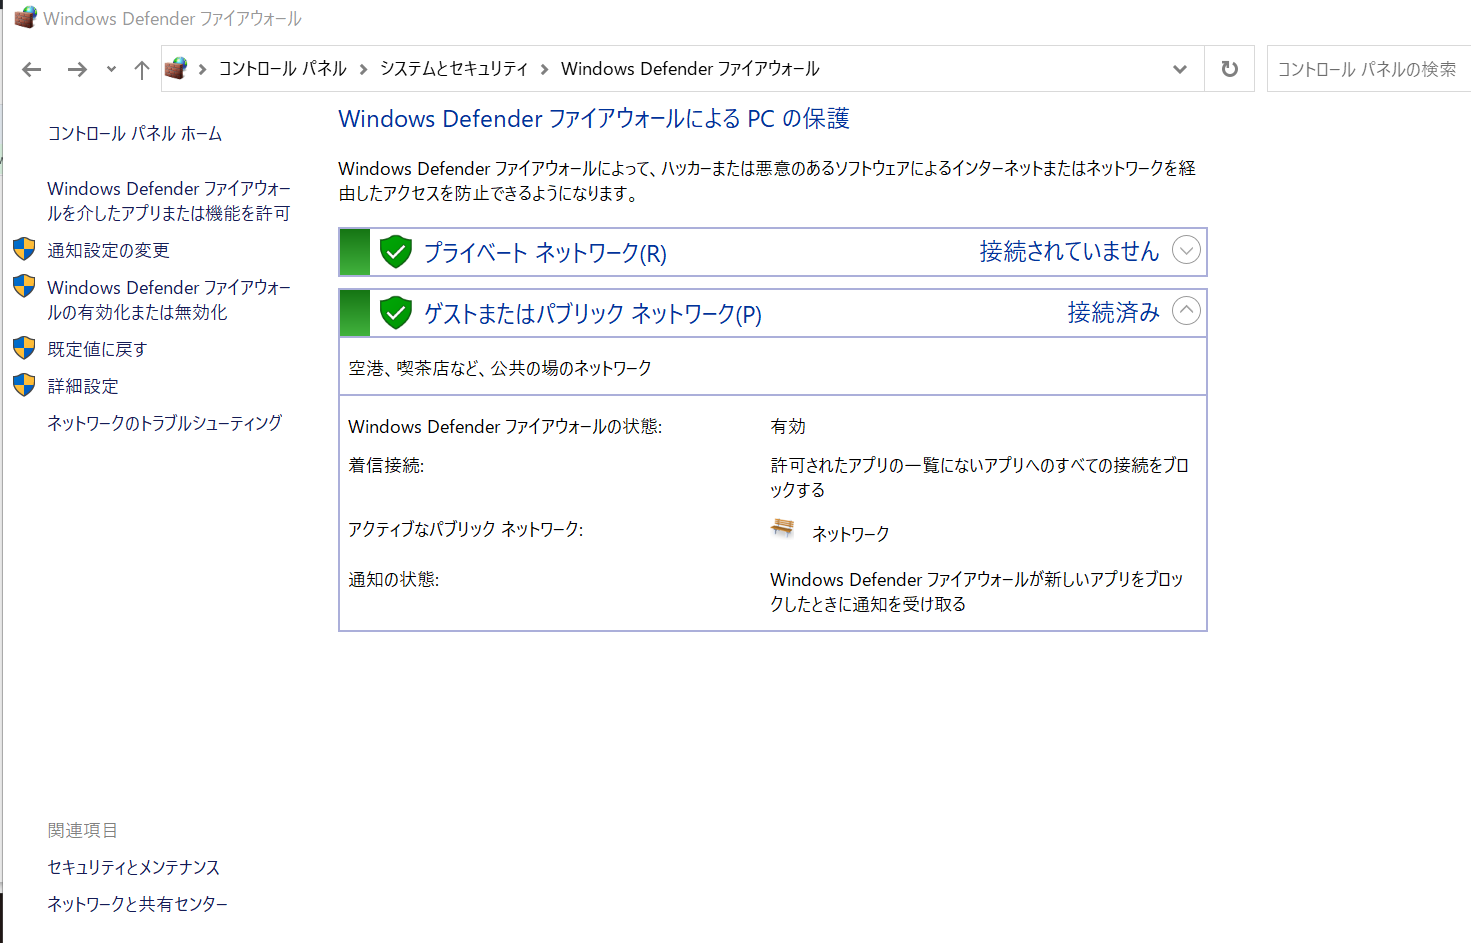 Windows Defender ファイアウォール
コントロール パネル
システムとセキュリティ
Windows Defender ファイアウォール
コントロール パネルの検索
コントロール パネル ホーム
Windows Defender ファイアウォー
ルを介したアプリまたは機能を許可
通知設定の変更
Windows Defender ファイアウォー
ルの有効化または無効化
既定値に戻す
詳細設定
ネットワークのトラブルシューティング
Windows Defender ファイアウォールによる PC の保護
Windows Defender ファイアウォールによって、ハッカーまたは悪意のあるソフトウェアによるインターネットまたはネットワークを経
由したアクセスを防止できるようになります。
プライベート ネットワーク(R)
接続されていません
ゲストまたはパブリック ネットワーク(P)
接続済み
空港、喫茶店など、公共の場のネットワーク
Windows Defender ファイアウォールの状態:
有効
着信接続:
許可されたアプリの一覧にないアプリへのすべての接続をブロ
ックする
アクティブなパブリック ネットワーク:
ネットワーク
通知の状態:
Windows Defender ファイアウォールが新しいアプリをブロッ
クしたときに通知を受け取る
関連項目
セキュリティとメンテナンス
ネットワークと共有センター